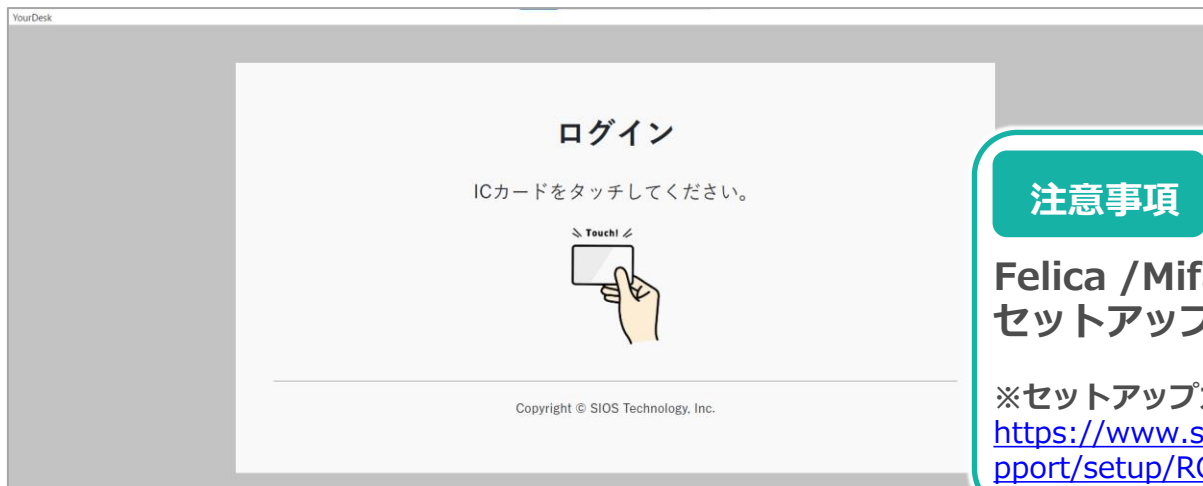 YourDesk
ログイン
ICカードをタッチしてください。
Touch!
Copyright © SIOS Technology, Inc.
注意事項
Felica /Mif
セットアップ
※セットアップ
https://www.s
pport/setup/R